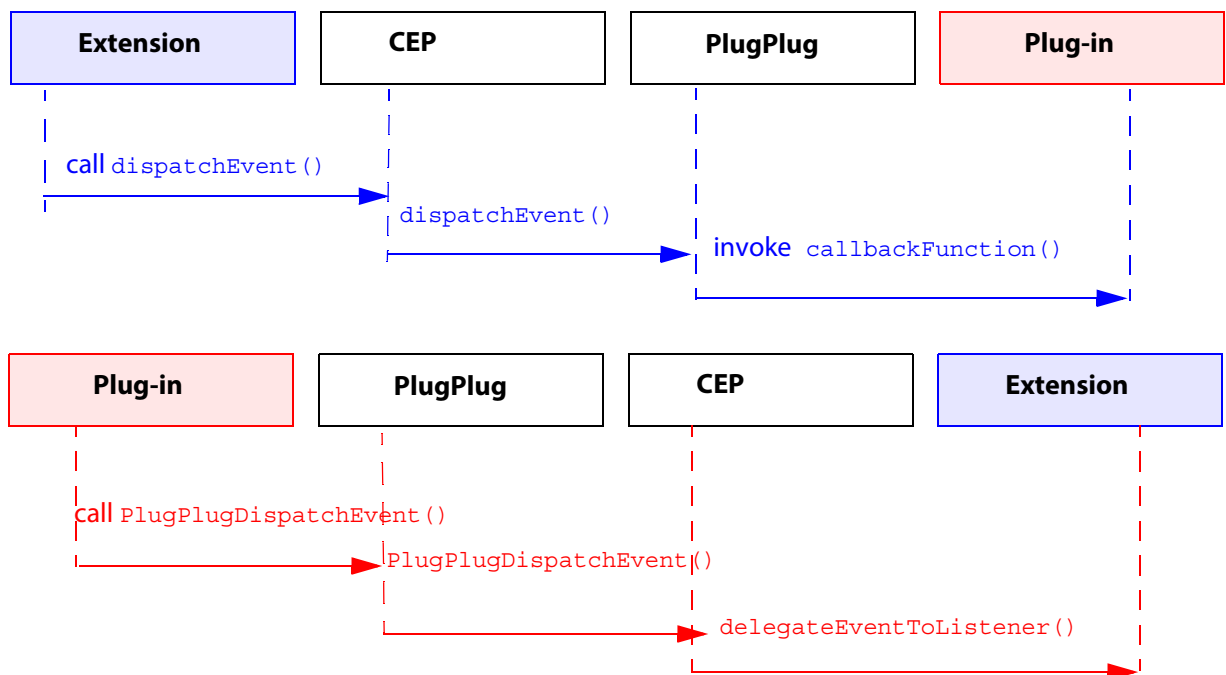 Extension CEP PlugPlug Plug-in
call dispatchEvent()
dispatchEvent()
invoke callbackFunction()
Plug-in PlugPlug CEP Extension
call PlugPlugDispatchEvent()
PlugPlugDispatchEvent()
delegateEventToListener()